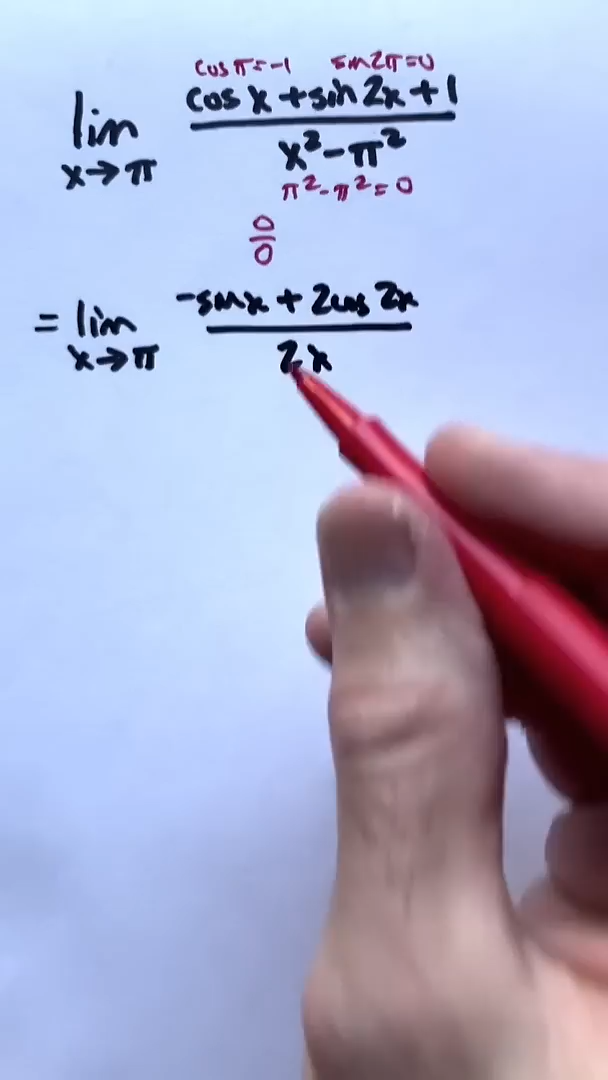 cos π = -1 sin 2π = 0
lim x→π (cos x + sin 2x + 1) / (x² - π²)
π² - π² = 0
0/0
= lim x→π (-sin x + 2cos 2x) / (2x)